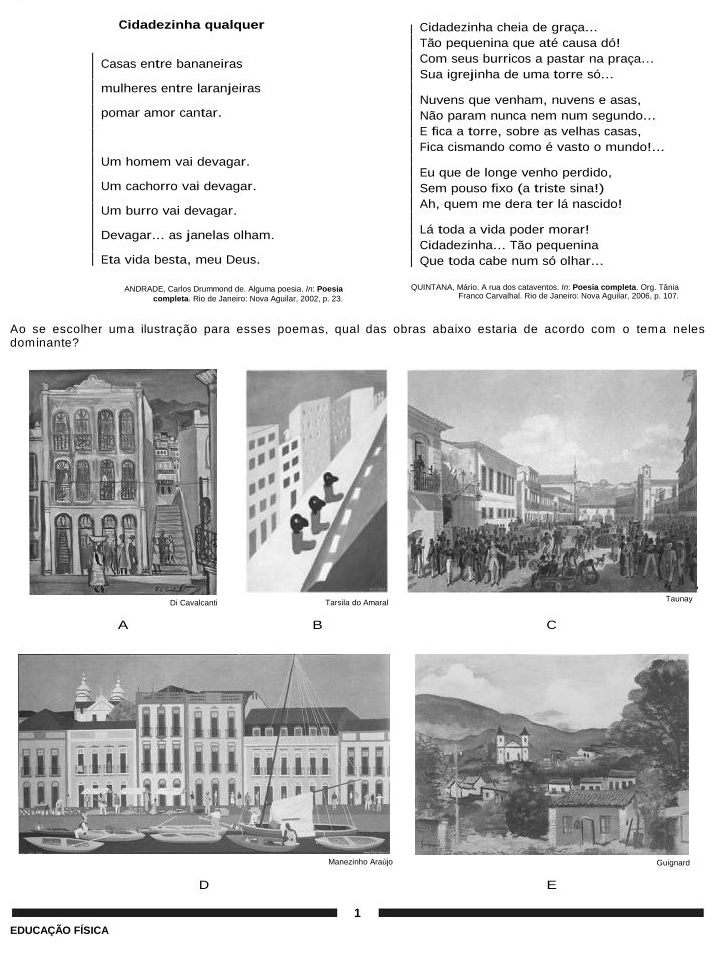 Cidadezinha qualquer
Casas entre bananeiras
mulheres entre laranjeiras
pomar amor cantar.
Um homem vai devagar.
Um cachorro vai devagar.
Um burro vai devagar.
Devagar... as janelas olham.
Eta vida besta, meu Deus.
ANDRADE, Carlos Drummond de. Alguma poesia. In: Poesia
completa. Rio de Janeiro: Nova Aguilar, 2002, p. 23.
Cidadezinha cheia de graça...
Tão pequenina que até causa dó!
Com seus burricos a pastar na praça...
Sua igrejinha de uma torre só...
Nuvens que venham, nuvens e asas,
Não param nunca nem num segundo...
E fica a torre, sobre as velhas casas,
Fica cismando como é vasto o mundo!...
Eu que de longe venho perdido,
Sem pouso fixo (a triste sina!)
Ah, quem me dera ter lá nascido!
Lá toda a vida poder morar!
Cidadezinha... Tão pequenina
Que toda cabe num só olhar...
QUINTANA, Mário. A rua dos cataventos. In: Poesia completa. Org. Tânia
Franco Carvalhal. Rio de Janeiro: Nova Aguilar, 2006, p. 107.
Ao se escolher uma ilustração para esses poemas, qual das obras abaixo estaria de acordo com o tema neles
dominante?
Di Cavalcanti
Tarsila do Amaral
Taunay
A
B
C
Manezinho Araújo
Guignard
D
E
1
EDUCAÇÃO FÍSICA